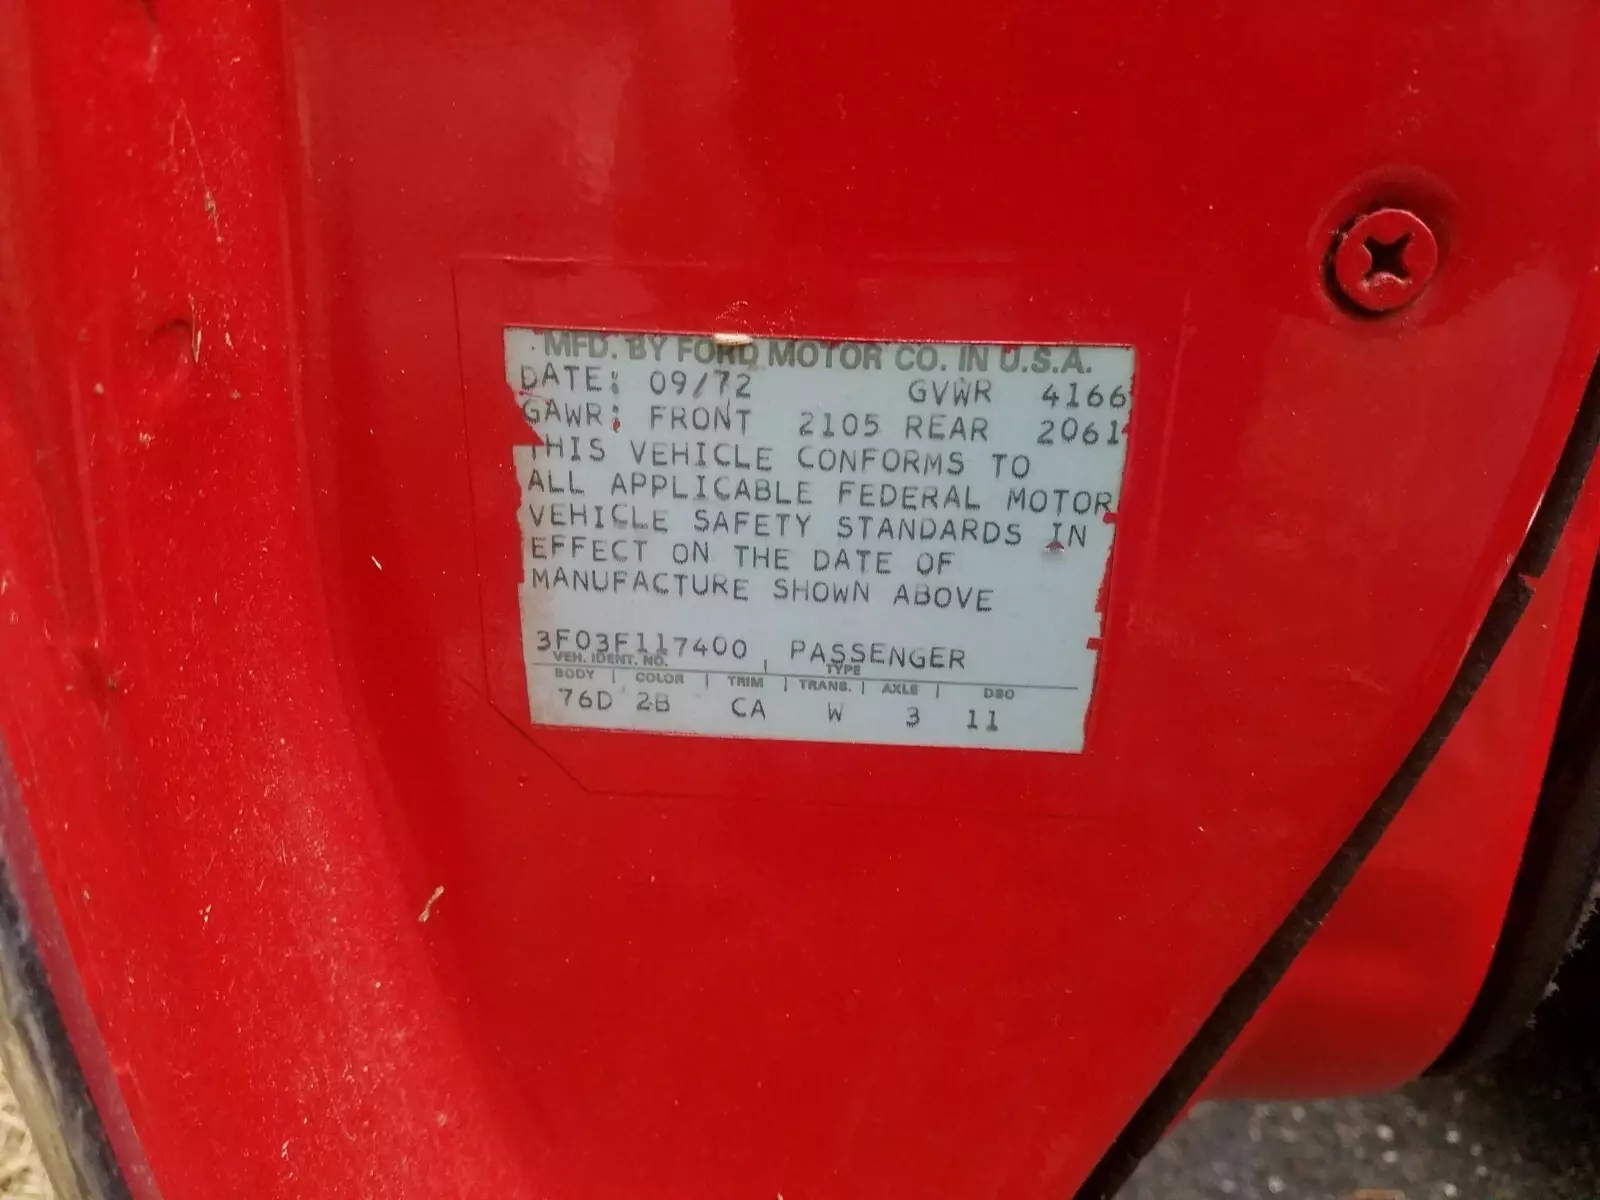 MFD. BY FORD MOTOR CO. IN U.S.A.
DATE: 09/72 GVWR 4166
GAWR: FRONT 2105 REAR 2061
THIS VEHICLE CONFORMS TO
ALL APPLICABLE FEDERAL MOTOR
VEHICLE SAFETY STANDARDS IN
EFFECT ON THE DATE OF
MANUFACTURE SHOWN ABOVE
3F03F117400 PASSENGER
VEH. IDENT. NO. TYPE
BODY COLOR TRIM TRANS. AXLE DSO
76D 2B CA W 3 11